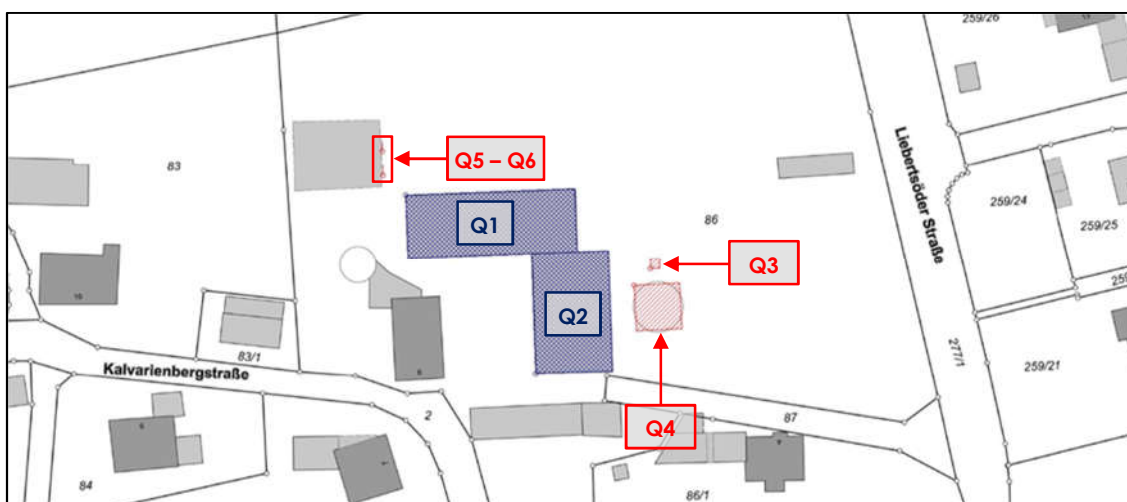 259/26
83
Q5 – Q6
Liebertsöder Straße
259/24
259/25
Q1
86
Q3
Q2
83/1
Kalvarienbergstraße
277/1
259/21
2
87
Q4
84
86/1